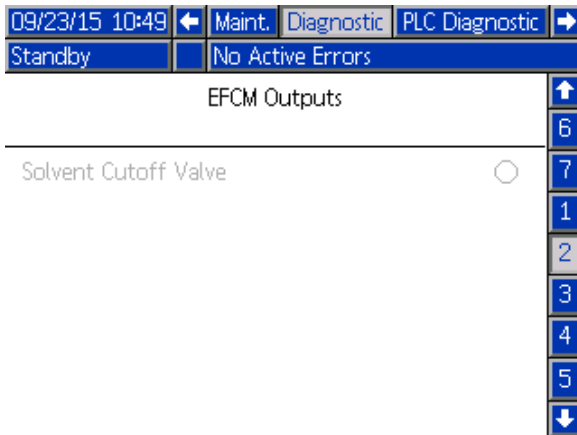 09/23/15 10:49 Maint. Diagnostic PLC Diagnostic
Standby No Active Errors
EFCM Outputs
6
Solvent Cutoff Valve 7
1
2
3
4
5